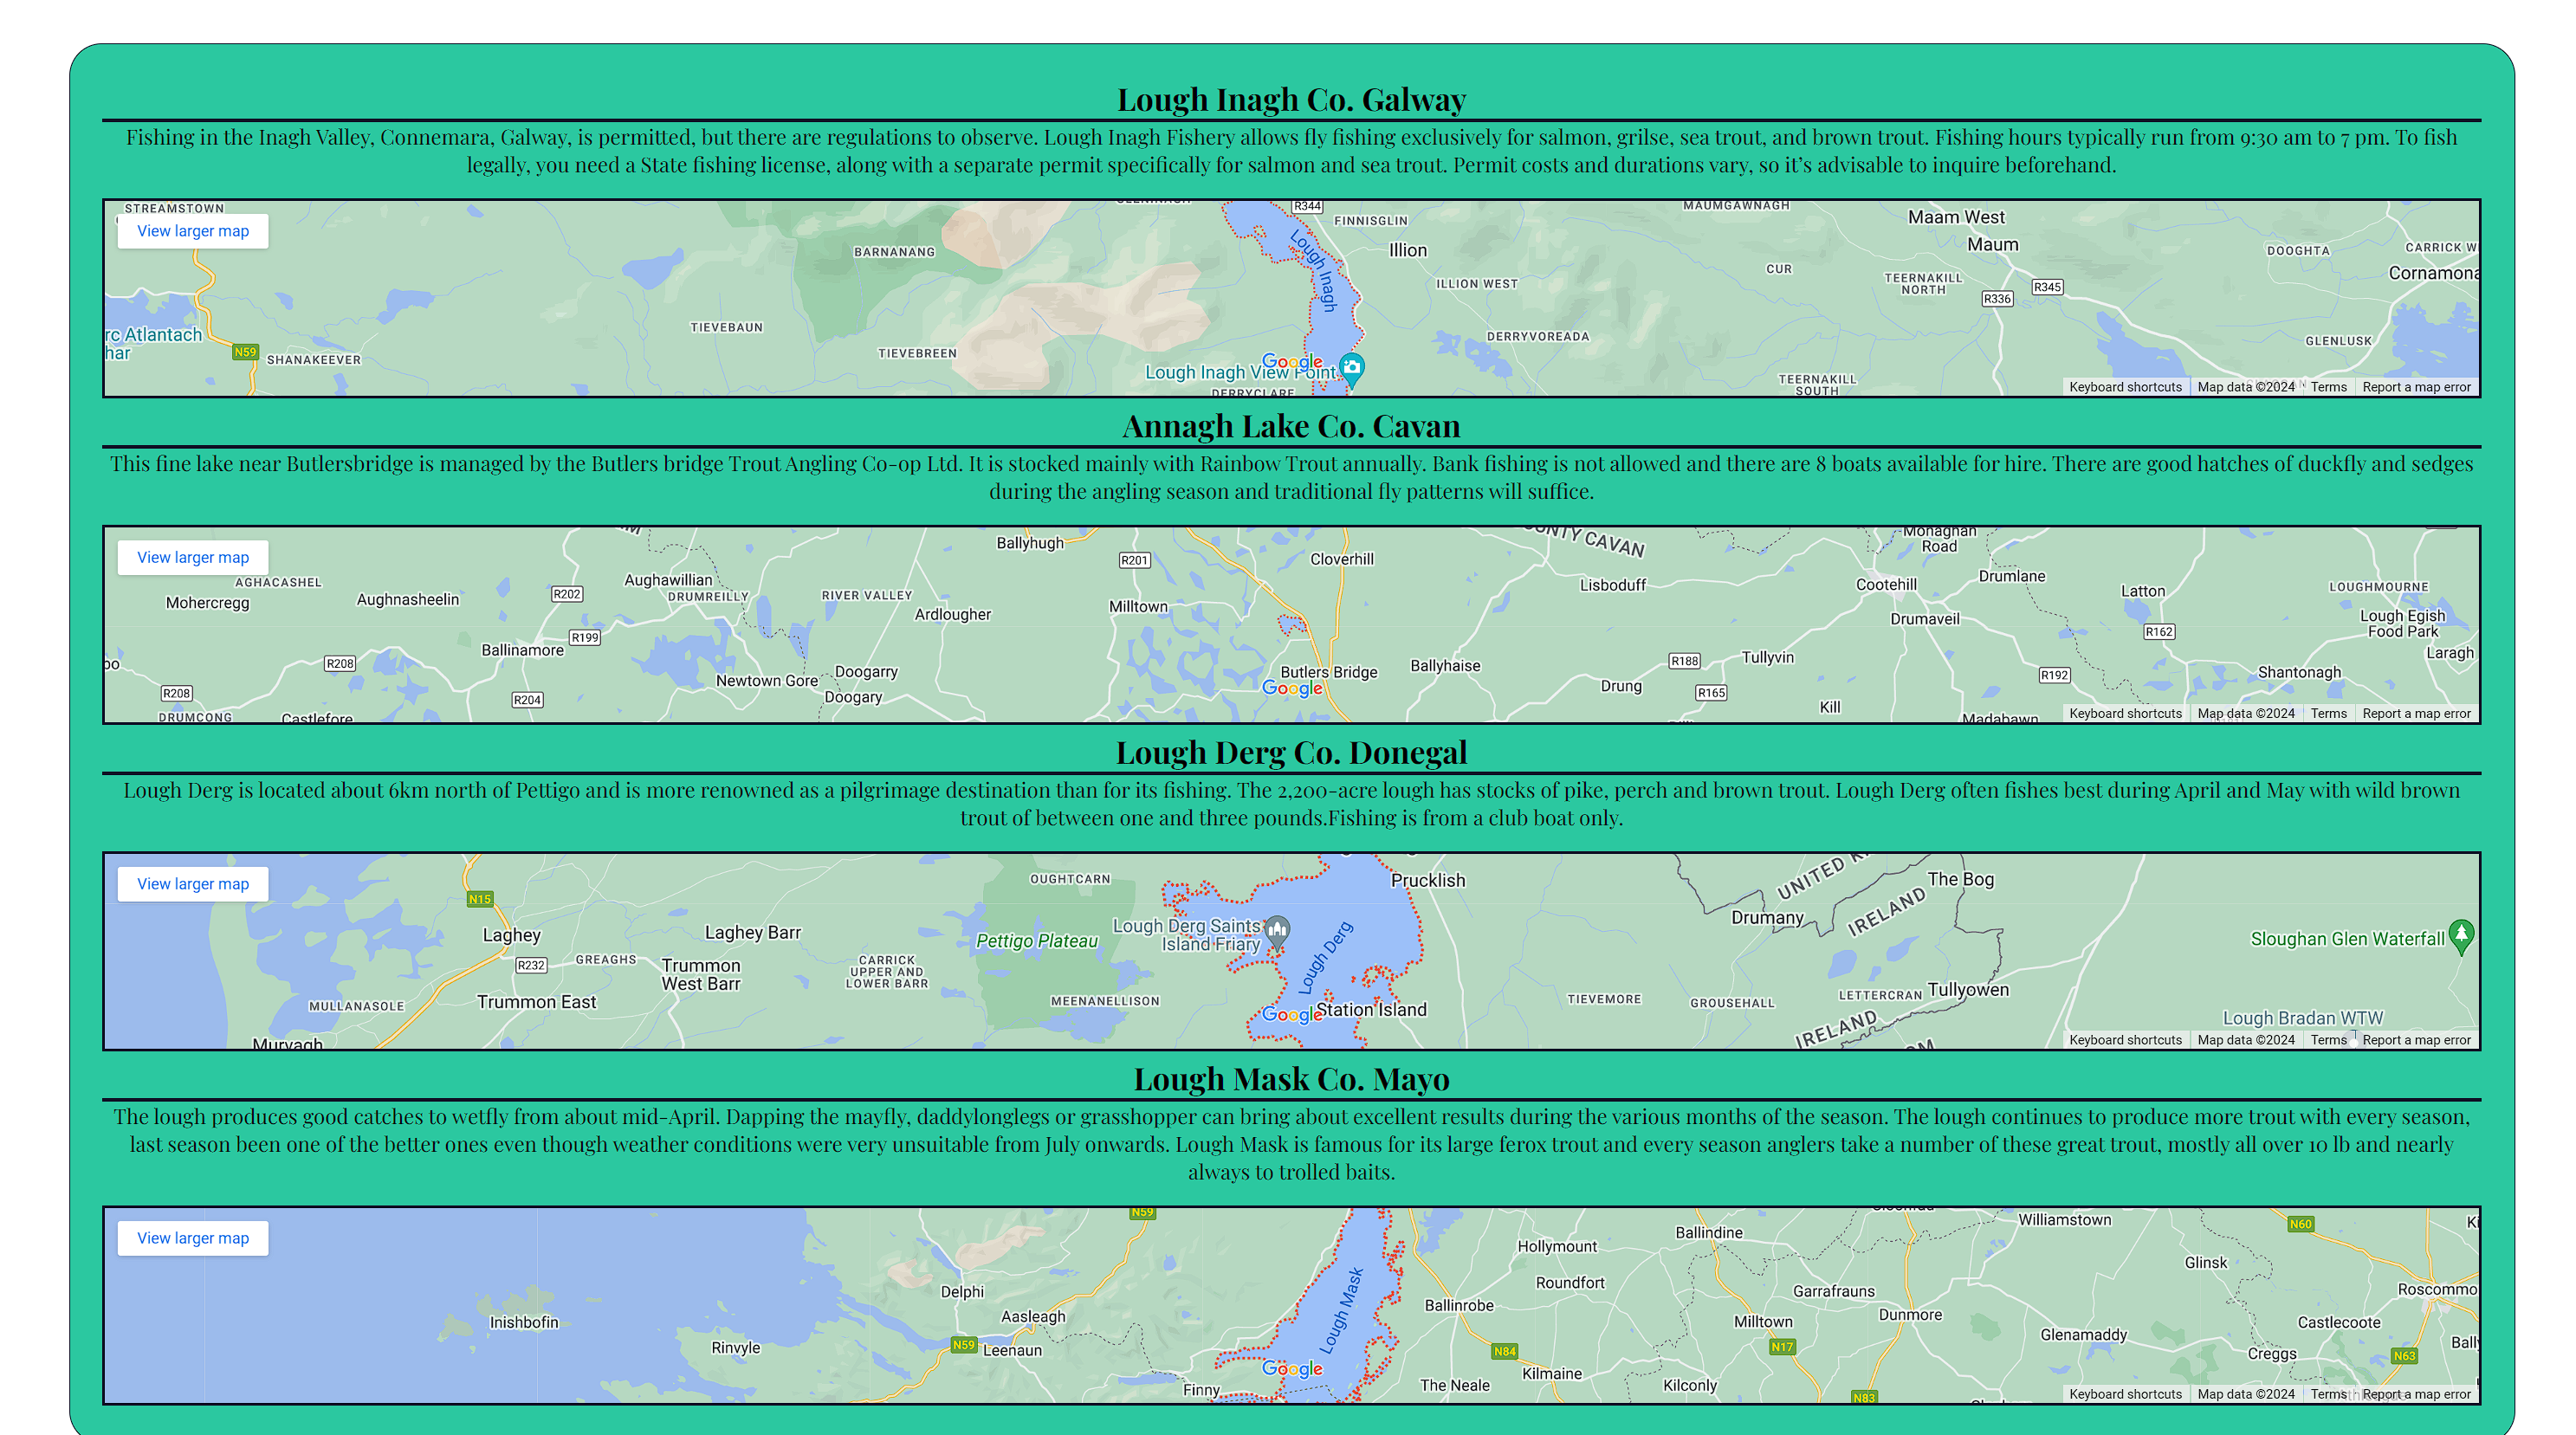 Lough Inagh Co. Galway
Fishing in the Inagh Valley, Connemara, Galway, is permitted, but there are regulations to observe. Lough Inagh Fishery allows fly fishing exclusively for salmon, grilse, sea trout, and brown trout. Fishing hours typically run from 9:30 am to 7 pm. To fish
legally, you need a State fishing license, along with a separate permit specifically for salmon and sea trout. Permit costs and durations vary, so it's advisable to inquire beforehand.
STREAMSTOWN
View larger map
R344
FINNISGLIN
MAUMGAWNAGH
Maam West
Maum
BARNANANG
Illion
Lough Inagh
DOOGHTA
CARRICK W
Cornamona
CUR
ILLION WEST
TEERNAKILL
NORTH
R345
R336
TIEVEBAUN
rc Atlantach
har
N59
SHANAKEEVER
TIEVEBREEN
DERRYVOREADA
GLENLUSK
Google
Lough Inagh View Point
DERRYCLARE
TEERNAKILL
SOUTH
Keyboard shortcuts Map data ©2024 Terms Report a map error
Annagh Lake Co. Cavan
This fine lake near Butlersbridge is managed by the Butlers bridge Trout Angling Co-op Ltd. It is stocked mainly with Rainbow Trout annually. Bank fishing is not allowed and there are 8 boats available for hire. There are good hatches of duckfly and sedges
during the angling season and traditional fly patterns will suffice.
View larger map
Ballyhugh
R201
Cloverhill
UNTY CAVAN
Monaghan
Road
AGHACASHEL
Mohercregg
Aughnasheelin
R202
Aughawillian
DRUMREILLY
RIVER VALLEY
Ardlougher
Milltown
Lisboduff
Cootehill
Drumlane
Drumaveil
Latton
LOUGHMOURNE
Lough Egish
Food Park
R162
R199
Ballinamore
R208
Newtown Gore
Doogarry
Doogary
Butlers Bridge
Google
Ballyhaise
R188
Tullyvin
Drung
R165
R192
Shantonagh
Laragh
R208
DRUMCONG
Castlefore
R204
Kill
Madabawn
Keyboard shortcuts Map data ©2024 Terms Report a map error
Lough Derg Co. Donegal
Lough Derg is located about 6km north of Pettigo and is more renowned as a pilgrimage destination than for its fishing. The 2,200-acre lough has stocks of pike, perch and brown trout. Lough Derg often fishes best during April and May with wild brown
trout of between one and three pounds.Fishing is from a club boat only.
View larger map
N15
Laghey
R232
GREAGHS
Laghey Barr
Trummon
West Barr
Trummon East
MULLANASOLE
Murvagh
CARRICK
UPPER AND
LOWER BARR
OUGHTCARN
Pettigo Plateau
MEENANELLISON
Lough Derg Saints
Island Friary
Lough Derg
Google
Station Island
Prucklish
TIEVEMORE
GROUSEHALL
Drumany
UNITED K
IRELAND
The Bog
LETTERCRAN
Tullyowen
IRELAND
Sloughan Glen Waterfall
Lough Bradan WTW
Keyboard shortcuts Map data ©2024 Terms Report a map error
Lough Mask Co. Mayo
The lough produces good catches to wetfly from about mid-April. Dapping the mayfly, daddylonglegs or grasshopper can bring about excellent results during the various months of the season. The lough continues to produce more trout with every season,
last season been one of the better ones even though weather conditions were very unsuitable from July onwards. Lough Mask is famous for its large ferox trout and every season anglers take a number of these great trout, mostly all over 10 lb and nearly
always to trolled baits.
View larger map
Inishbofin
Rinvyle
Delphi
Aasleagh
N59
Leenaun
N59
Finny
Lough Mask
Google
Ballinrobe
The Neale
Hollymount
Roundfort
N84
Kilmaine
Ballindine
Milltown
N17
Kilconly
Garrafrauns
Dunmore
N83
Williamstown
Glenamaddy
Glinsk
N60
Creggs
Castlecoote
Roscommo
N63
Bally
Ki
Keyboard shortcuts Map data ©2024 Terms Report a map error